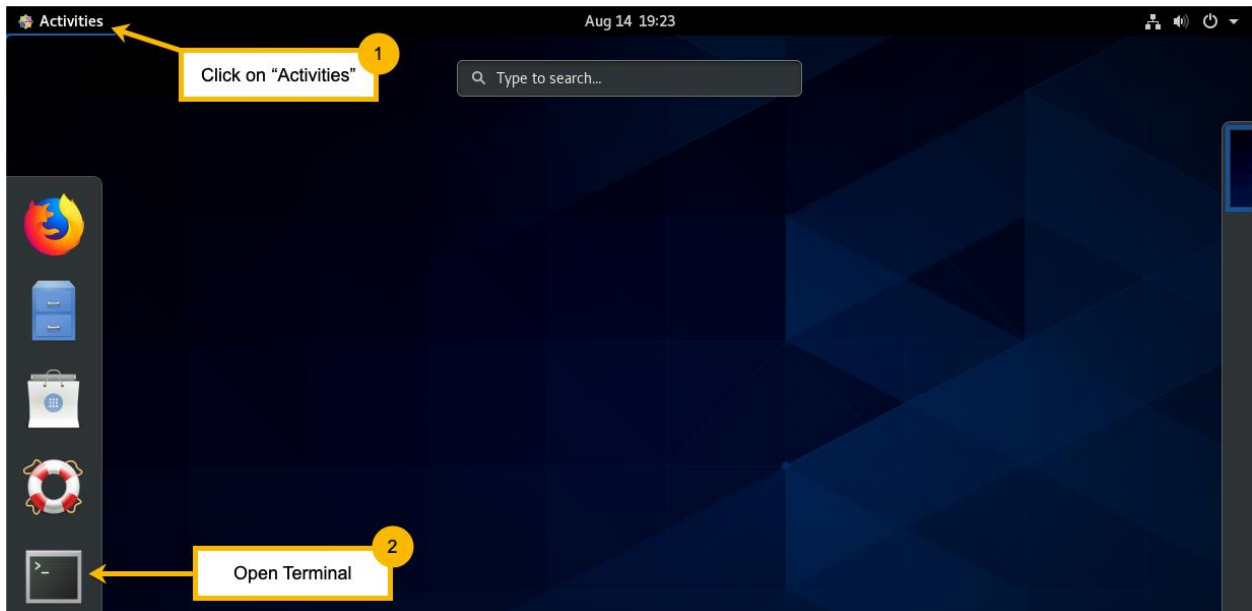 Activities
Aug 14 19:23
1
Click on “Activities”
Type to search...
>_
2
Open Terminal